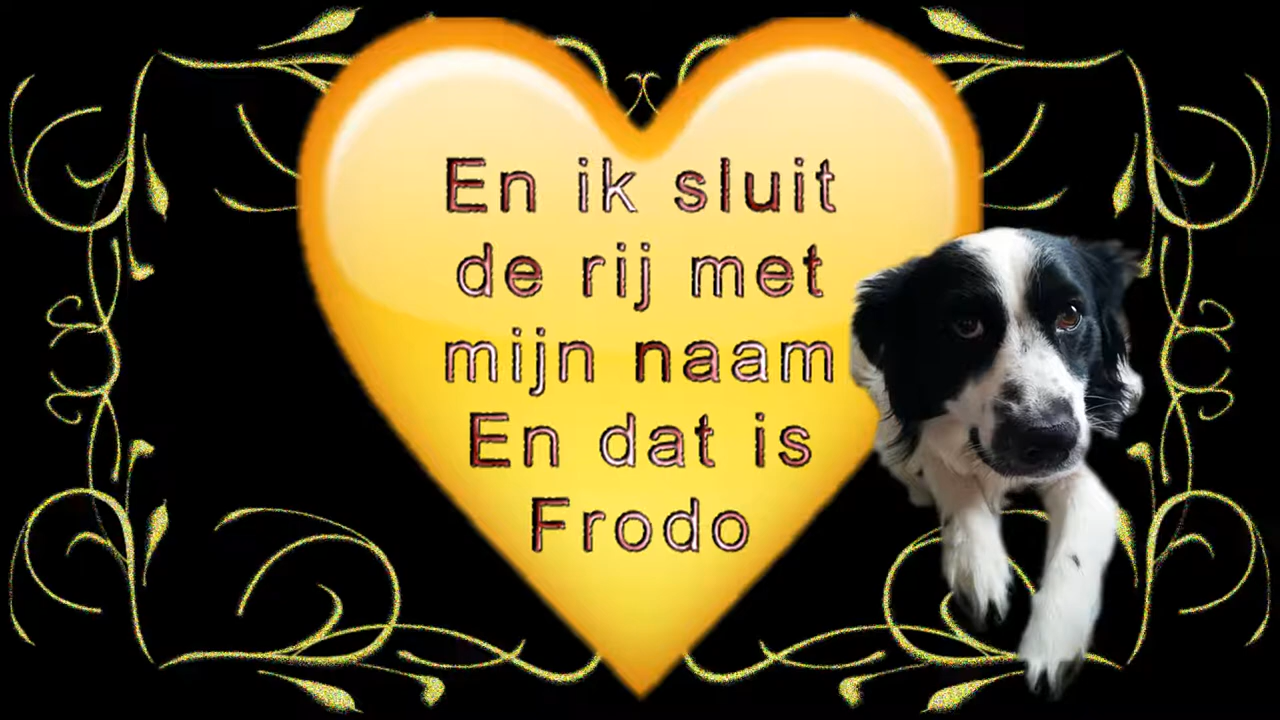 En ik sluit
de rij met
mijn naam
En dat is
Frodo